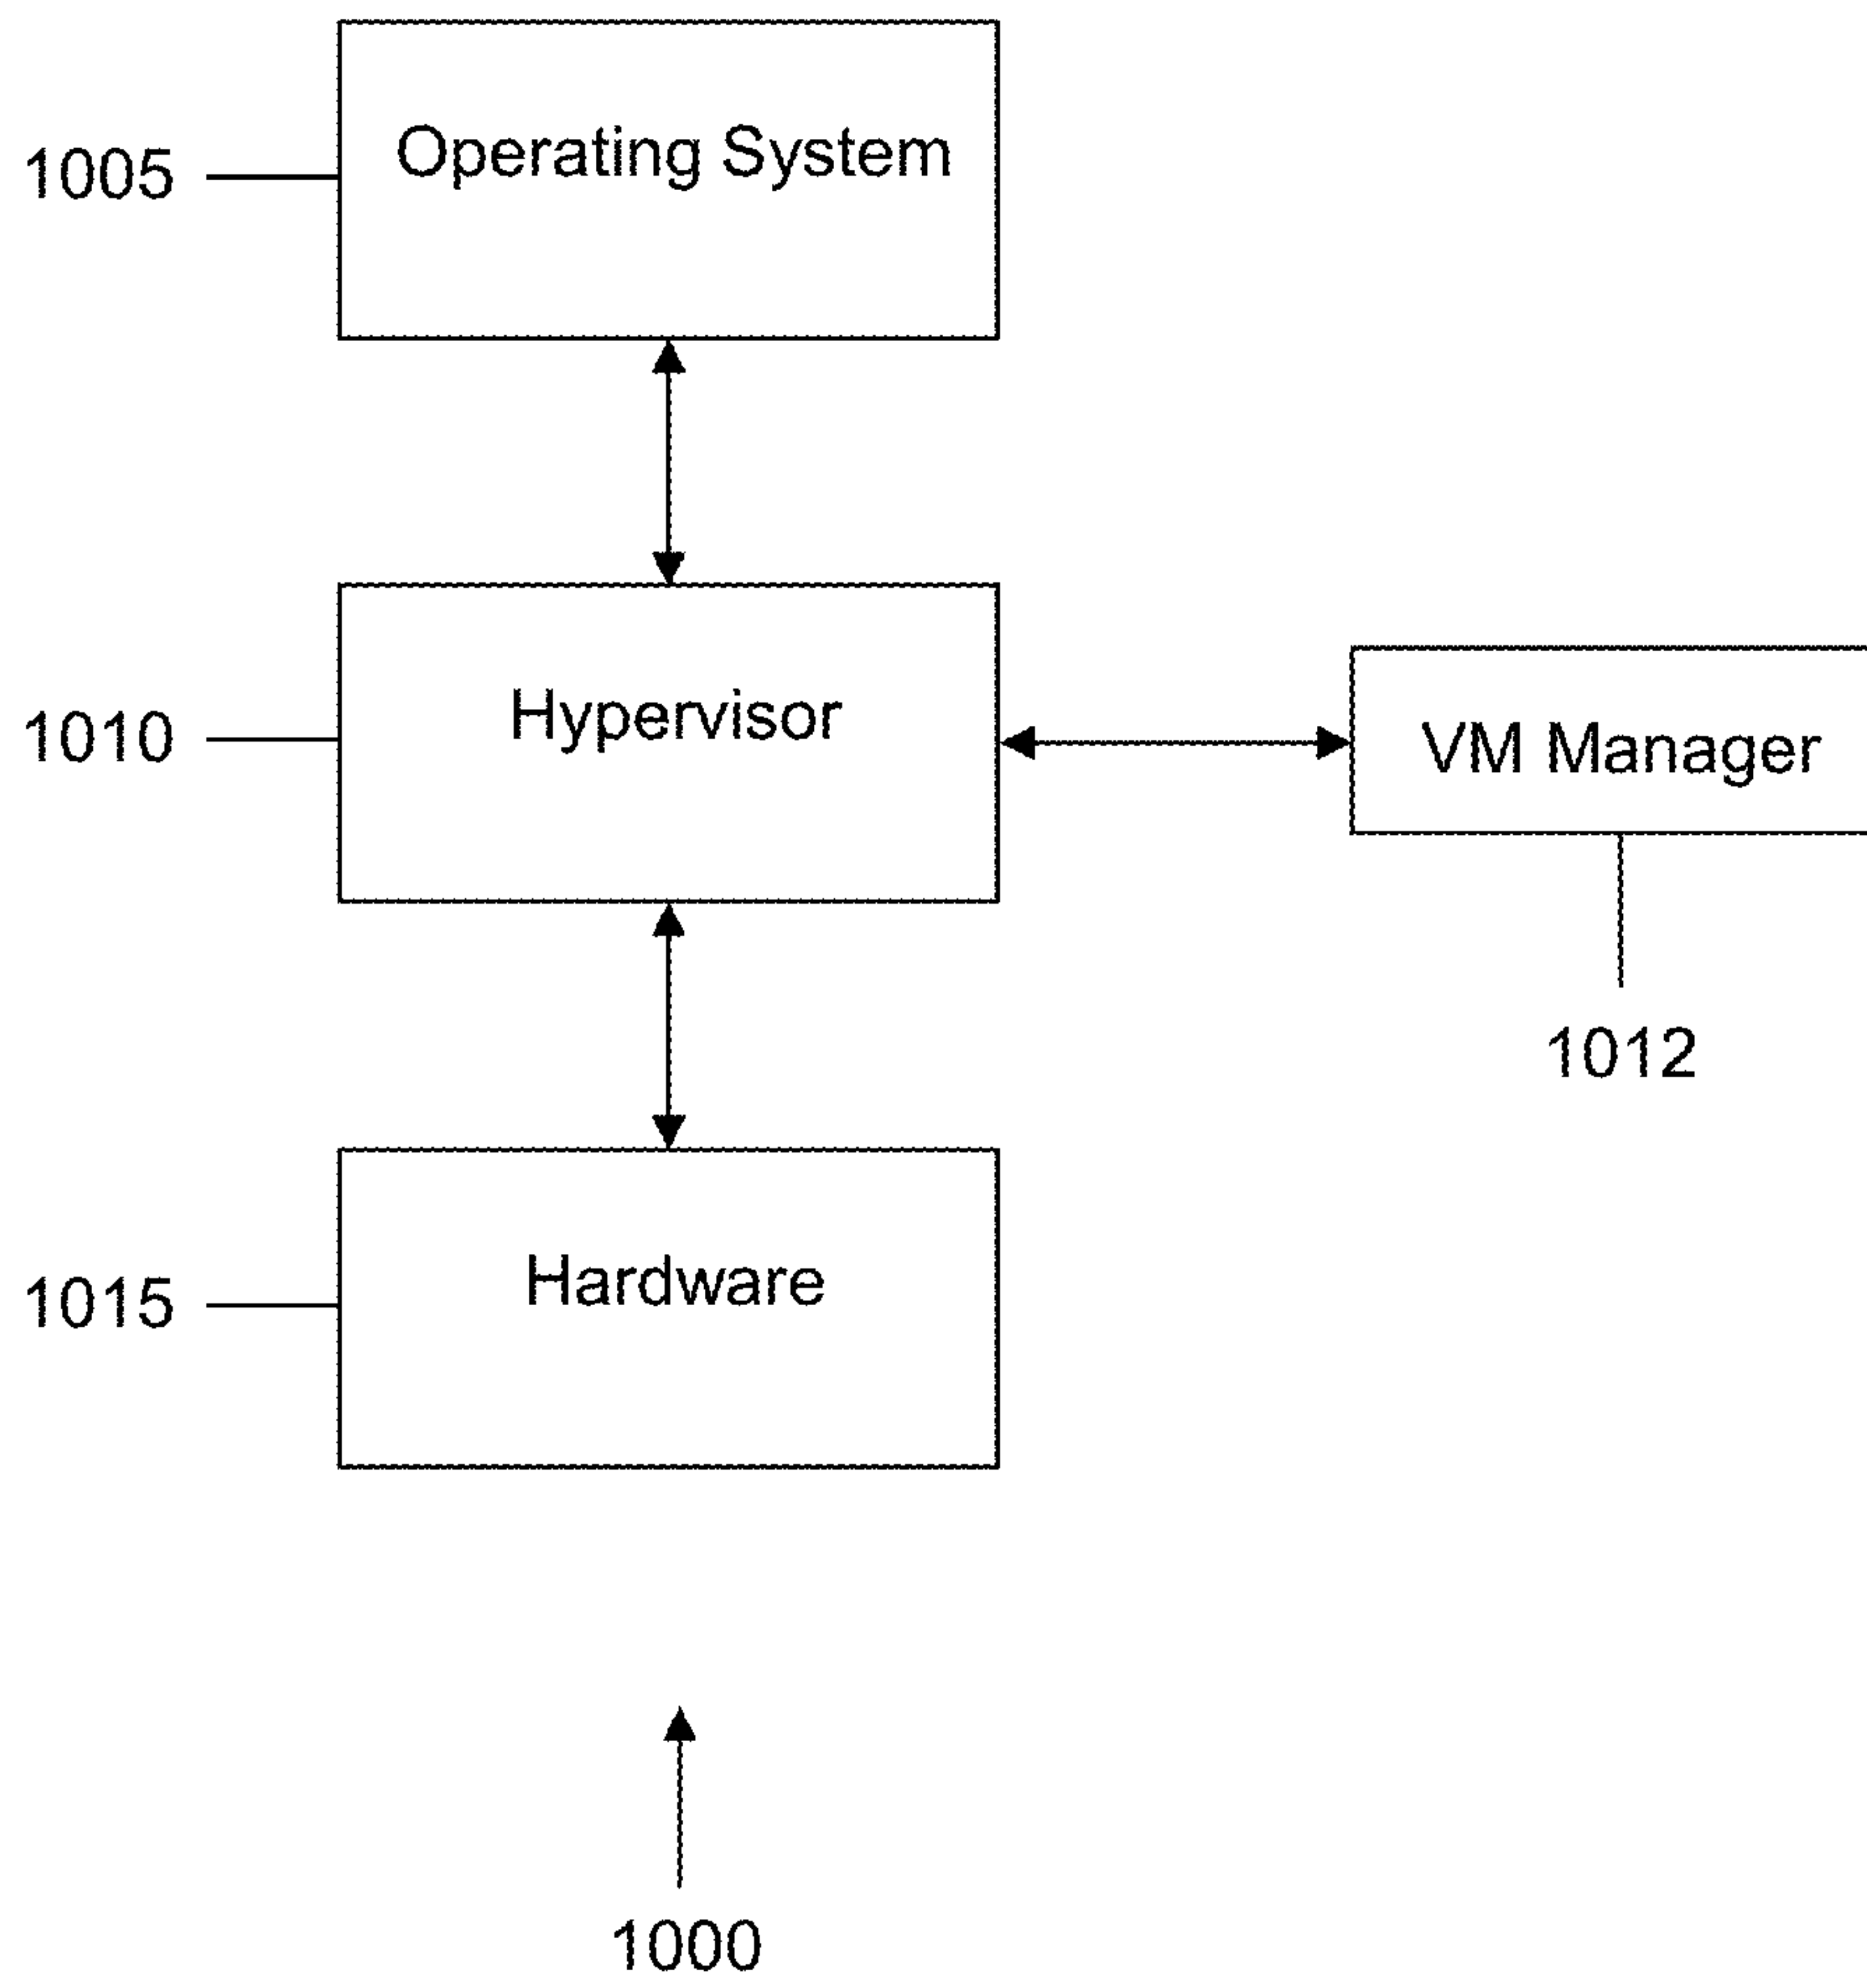 Operating System
1005
Hypervisor
1010
VM Manager
1012
Hardware
1015
1000